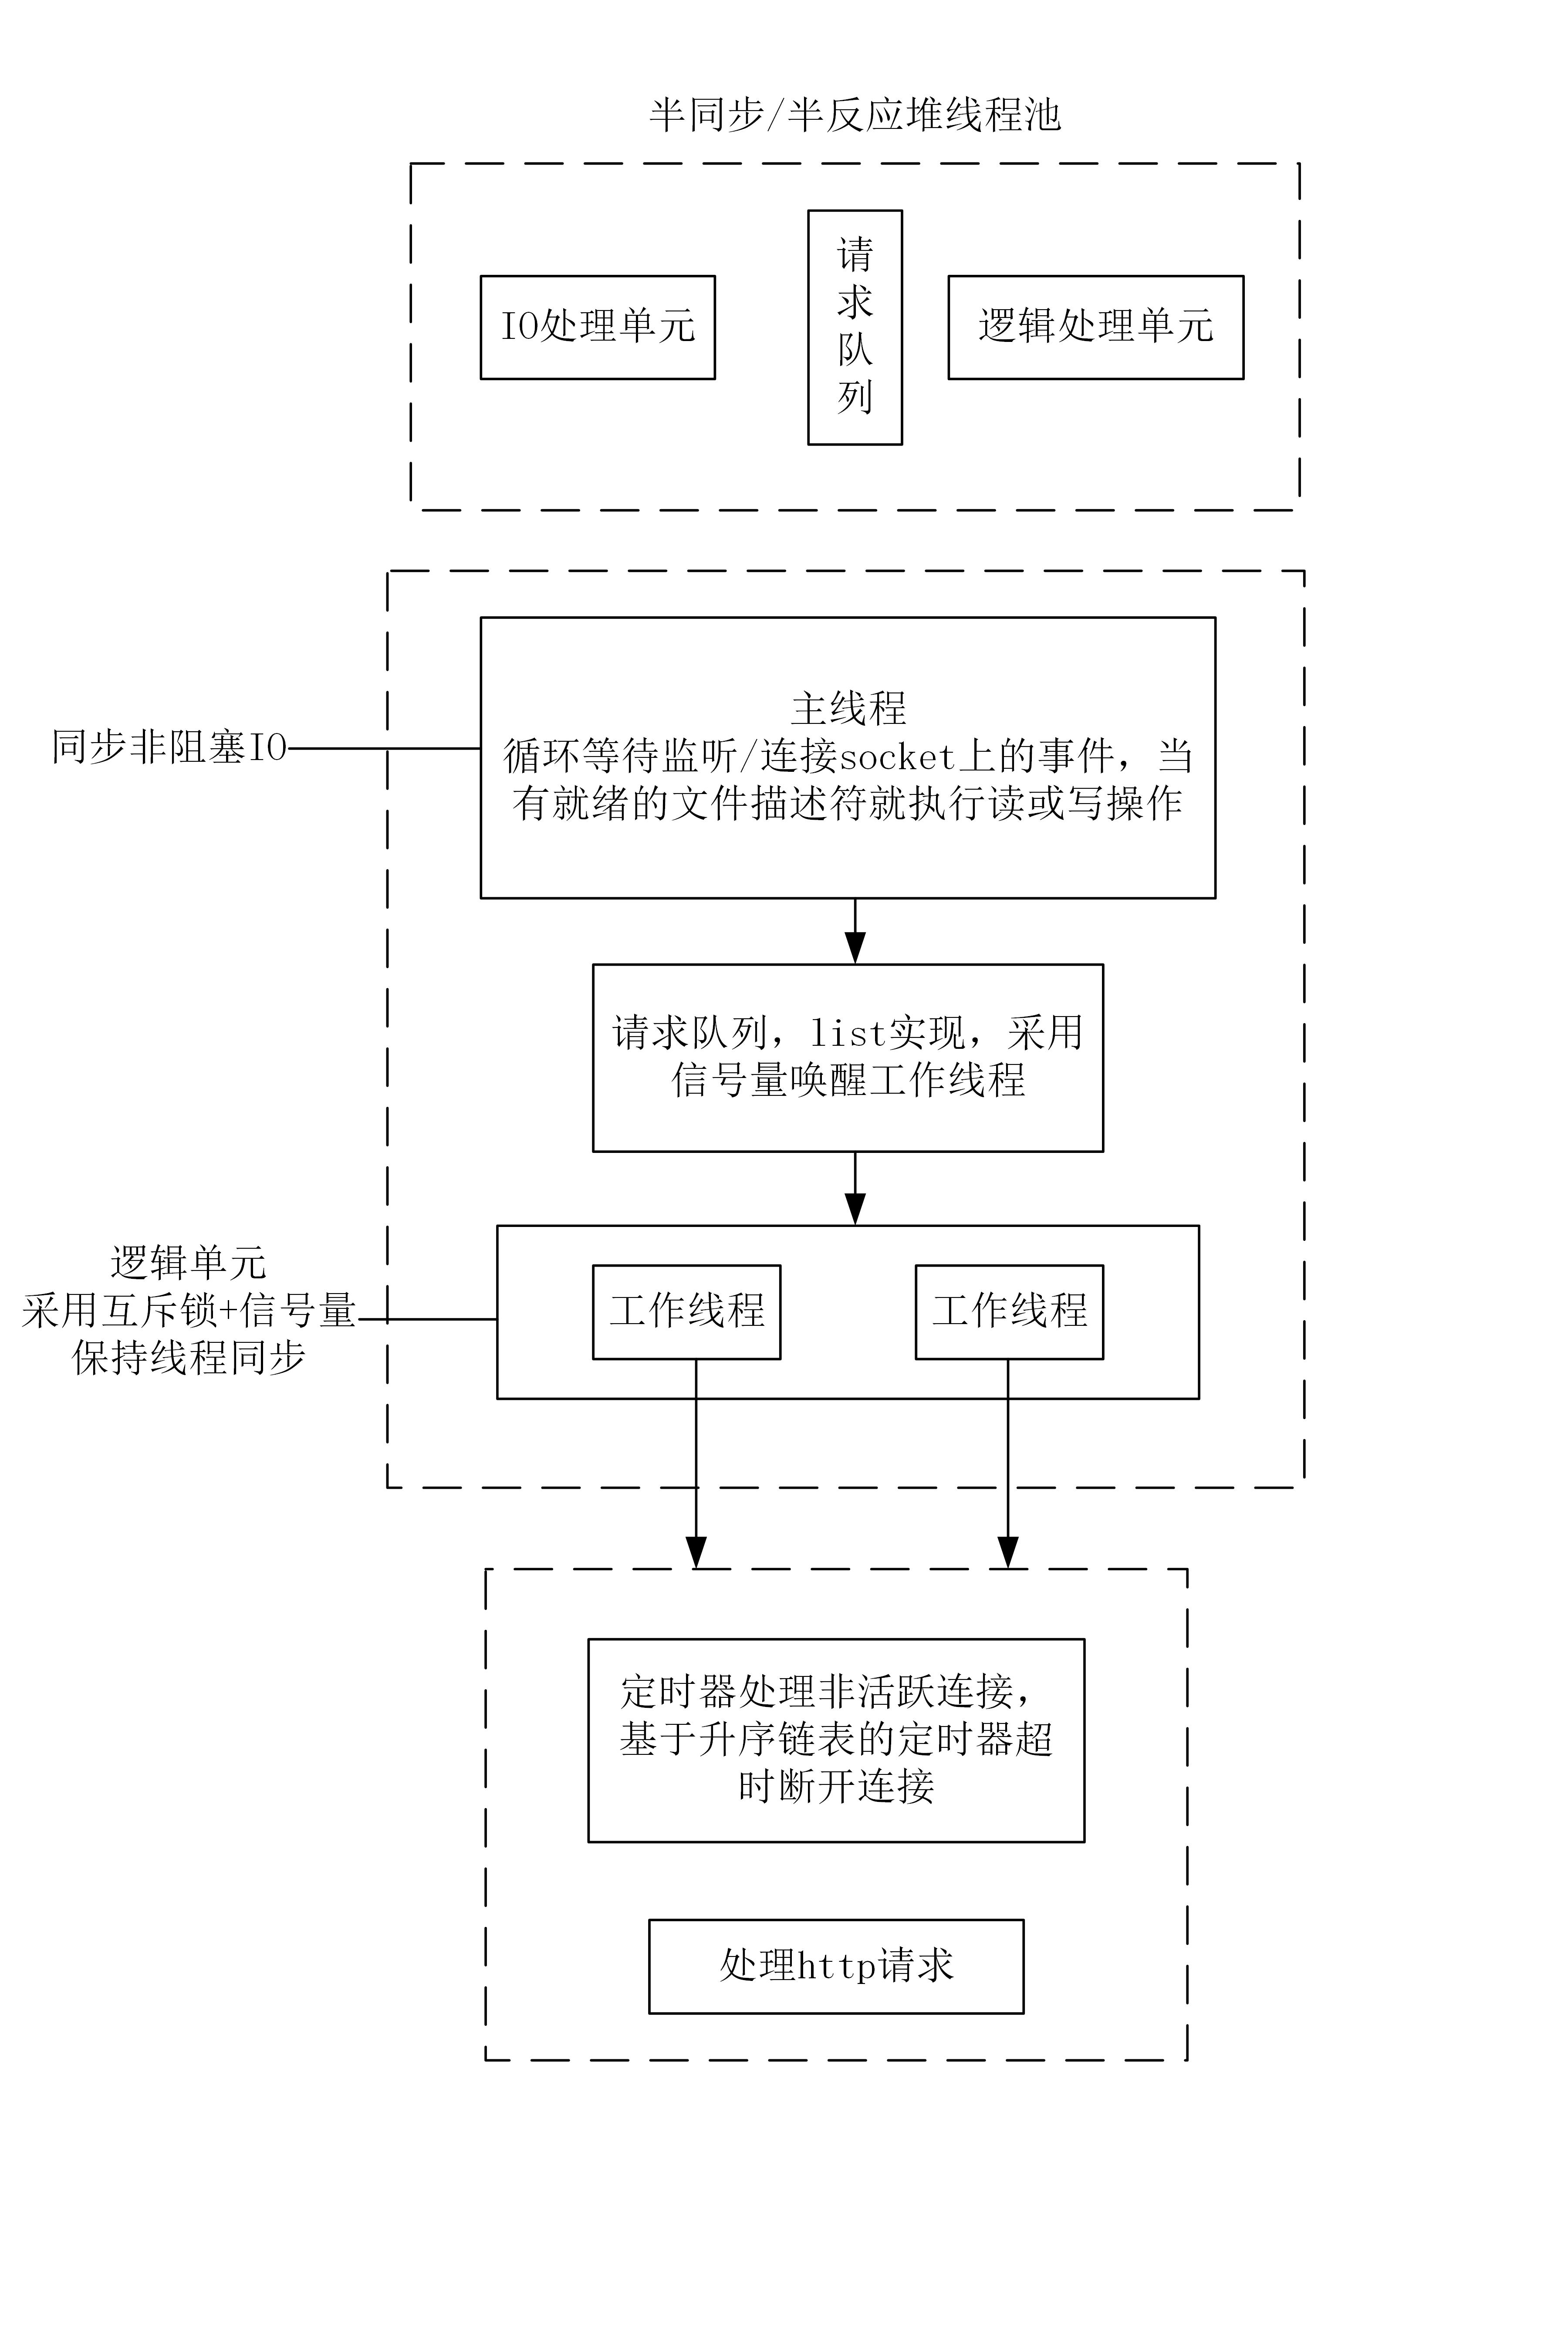 半同步/半反应堆线程池
IO处理单元
请
求
队
列
逻辑处理单元
主线程
循环等待监听/连接socket上的事件，当
有就绪的文件描述符就执行读或写操作
同步非阻塞IO
请求队列，list实现，采用
信号量唤醒工作线程
逻辑单元
采用互斥锁+信号量
保持线程同步
工作线程
工作线程
定时器处理非活跃连接，
基于升序链表的定时器超
时断开连接
处理http请求